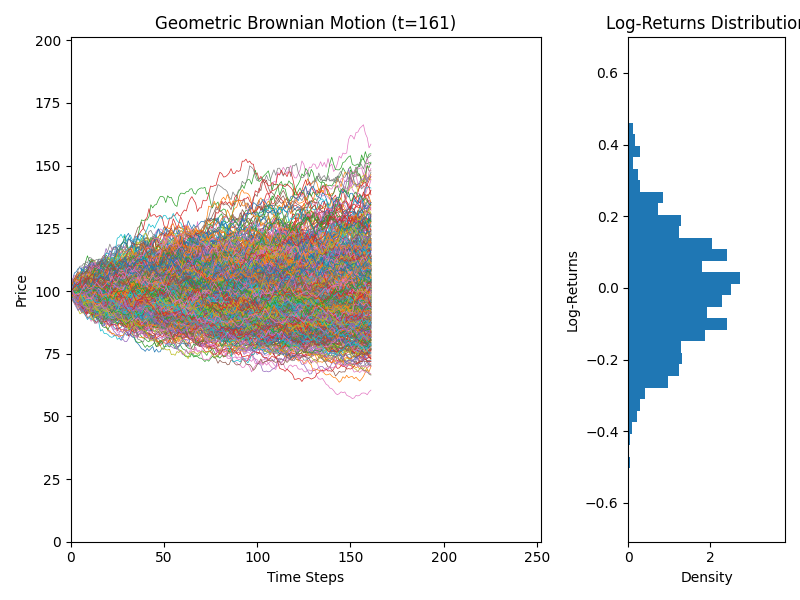 Geometric Brownian Motion (t=161)
200
175
150
125
100
75
50
25
0
Price
0 50 100 150 200 250
Time Steps
Log-Returns Distribution
0.6
0.4
0.2
0.0
−0.2
−0.4
−0.6
Log-Returns
0 2
Density